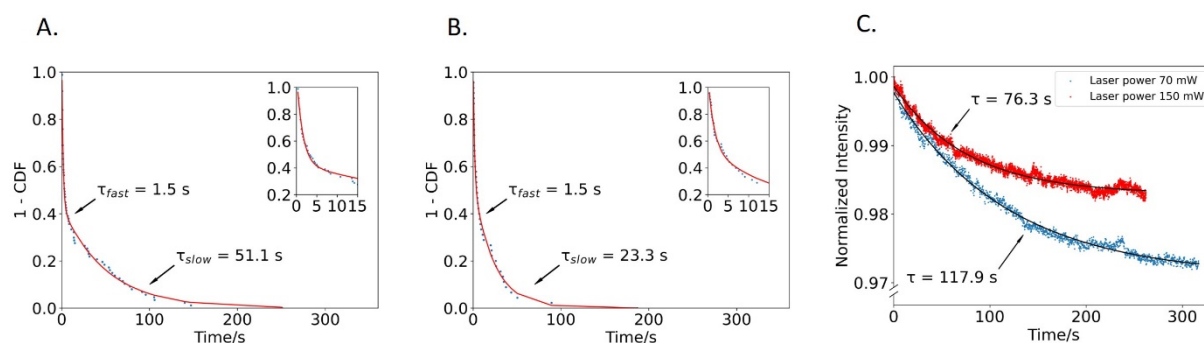 A.
1 - CDF
1.0
0.8
0.6
0.4
0.2
0.0
0 100 200 300
Time/s
τfast = 1.5 s
τslow = 51.1 s
1.0
0.8
0.6
0.4
0.2
0 5 1015
B.
1 - CDF
1.0
0.8
0.6
0.4
0.2
0.0
0 100 200 300
Time/s
τfast = 1.5 s
τslow = 23.3 s
1.0
0.8
0.6
0.4
0.2
0 5 1015
C.
Normalized Intensity
1.00
0.99
0.98
0.97
0 100 200 300
Time/s
Laser power 70 mW
Laser power 150 mW
τ = 76.3 s
τ = 117.9 s